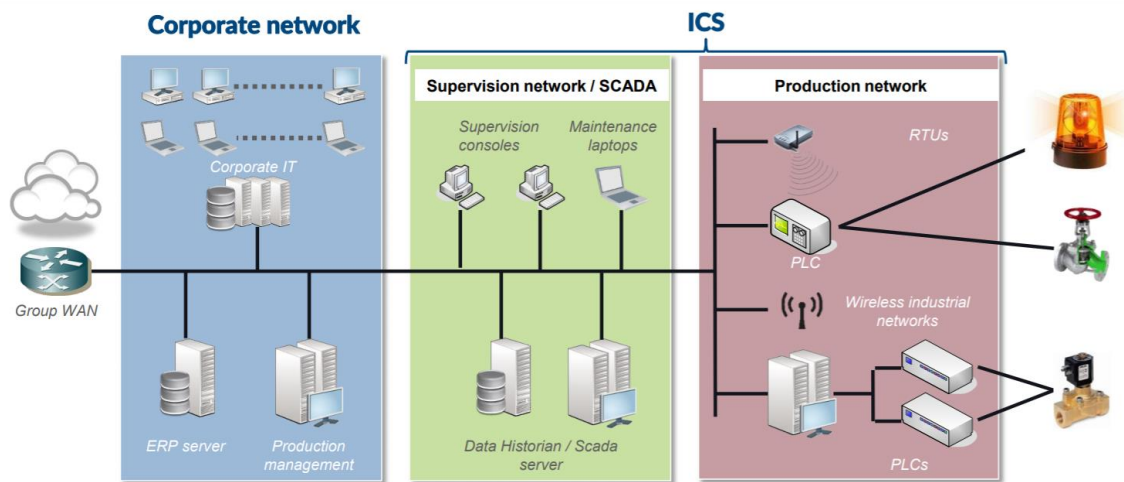 Corporate network
ICS
Supervision network / SCADA
Production network
Supervision
consoles
Maintenance
laptops
RTUs
Corporate IT
PLC
Group WAN
Wireless industrial
networks
ERP server
Production
management
Data Historian / Scada
server
PLCs